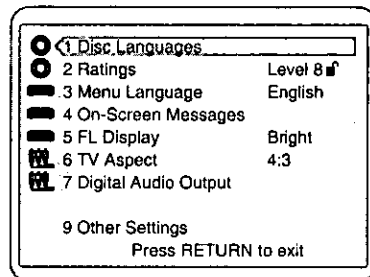 1 Disc Languages
2 Ratings Level 8
3 Menu Language English
4 On-Screen Messages
5 FL Display Bright
6 TV Aspect 4:3
7 Digital Audio Output
9 Other Settings
Press RETURN to exit